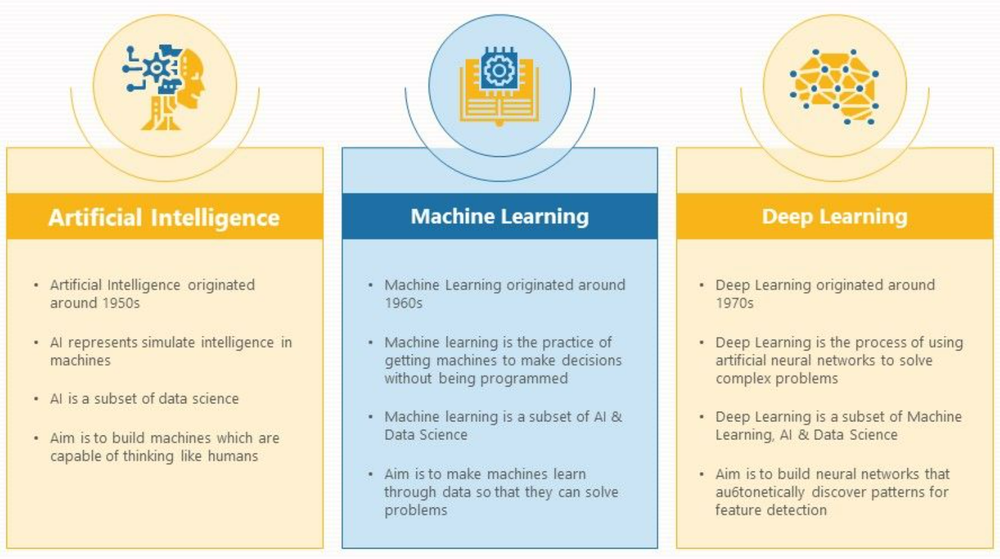 Artificial Intelligence
• Artificial Intelligence originated
around 1950s
• AI represents simulate intelligence in
machines
• AI is a subset of data science
• Aim is to build machines which are
capable of thinking like humans
Machine Learning
• Machine Learning originated around
1960s
• Machine learning is the practice of
getting machines to make decisions
without being programmed
• Machine learning is a subset of AI &
Data Science
• Aim is to make machines learn
through data so that they can solve
problems
Deep Learning
• Deep Learning originated around
1970s
• Deep Learning is the process of using
artificial neural networks to solve
complex problems
• Deep Learning is a subset of Machine
Learning, AI & Data Science
• Aim is to build neural networks that
au6tonetically discover patterns for
feature detection